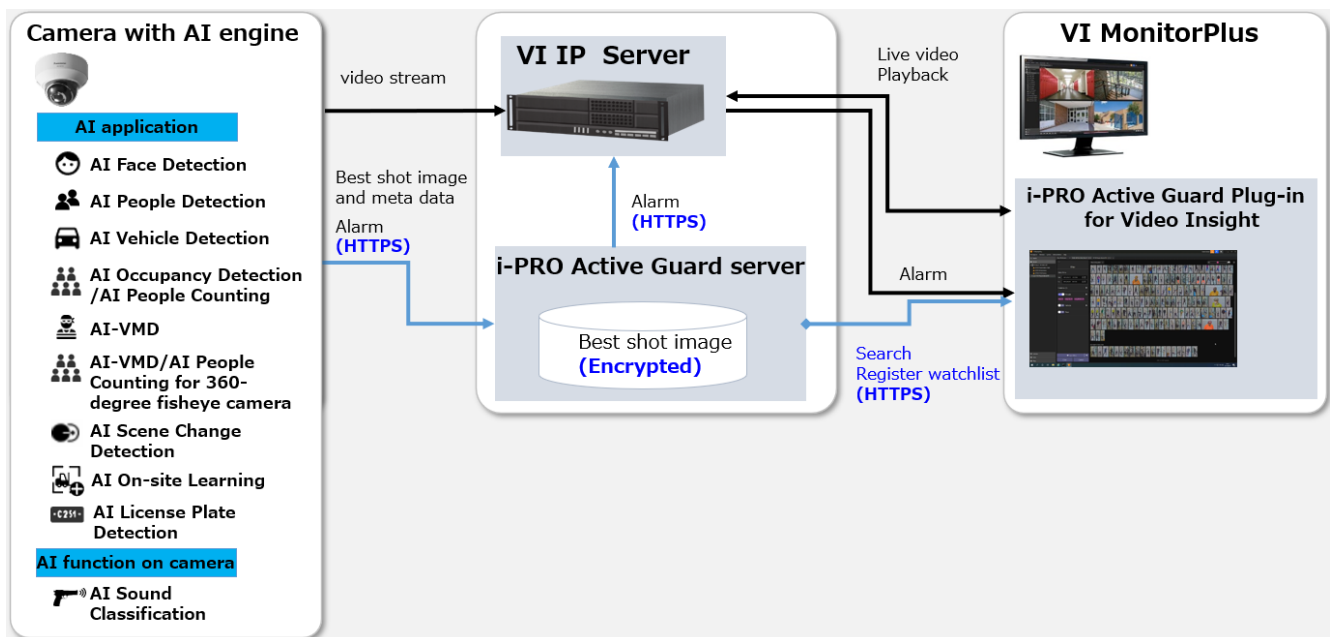 Camera with AI engine
AI application
AI Face Detection
AI People Detection
AI Vehicle Detection
AI Occupancy Detection
/AI People Counting
AI-VMD
AI-VMD/AI People
Counting for 360-
degree fisheye camera
AI Scene Change
Detection
AI On-site Learning
AI License Plate
Detection
AI function on camera
AI Sound
Classification
video stream
Best shot image
and meta data
Alarm
(HTTPS)
VI IP Server
Alarm
(HTTPS)
i-PRO Active Guard server
Best shot image
(Encrypted)
Live video
Playback
Alarm
Search
Register watchlist
(HTTPS)
VI MonitorPlus
i-PRO Active Guard Plug-in
for Video Insight